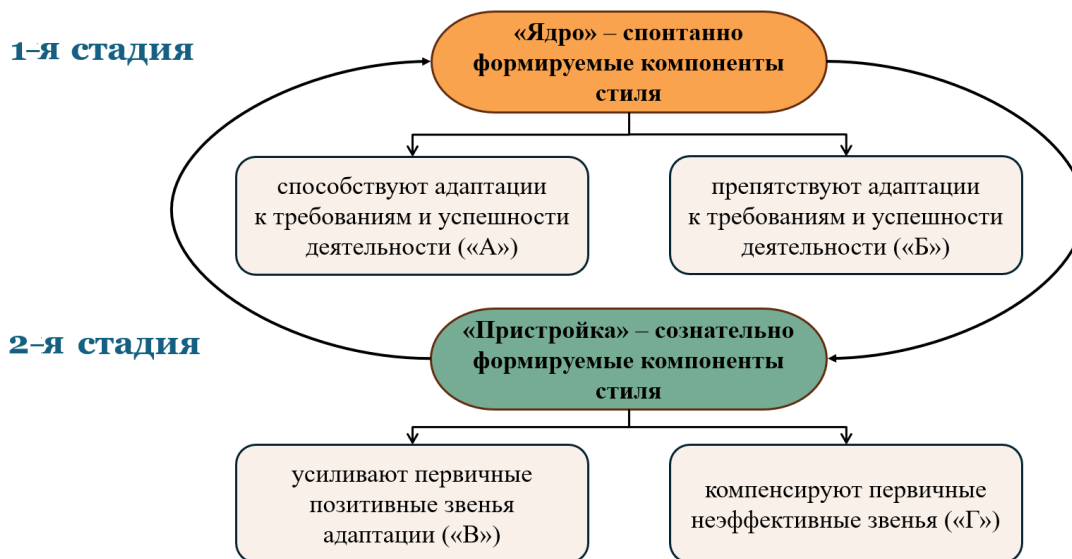 1-я стадия
«Ядро» – спонтанно
формируемые компоненты
стиля
способствуют адаптации
к требованиям и успешности
деятельности («А»)
препятствуют адаптации
к требованиям и успешности
деятельности («Б»)
2-я стадия
«Пристройка» – сознательно
формируемые компоненты
стиля
усиливают первичные
позитивные звенья
адаптации («В»)
компенсируют первичные
неэффективные звенья («Г»)